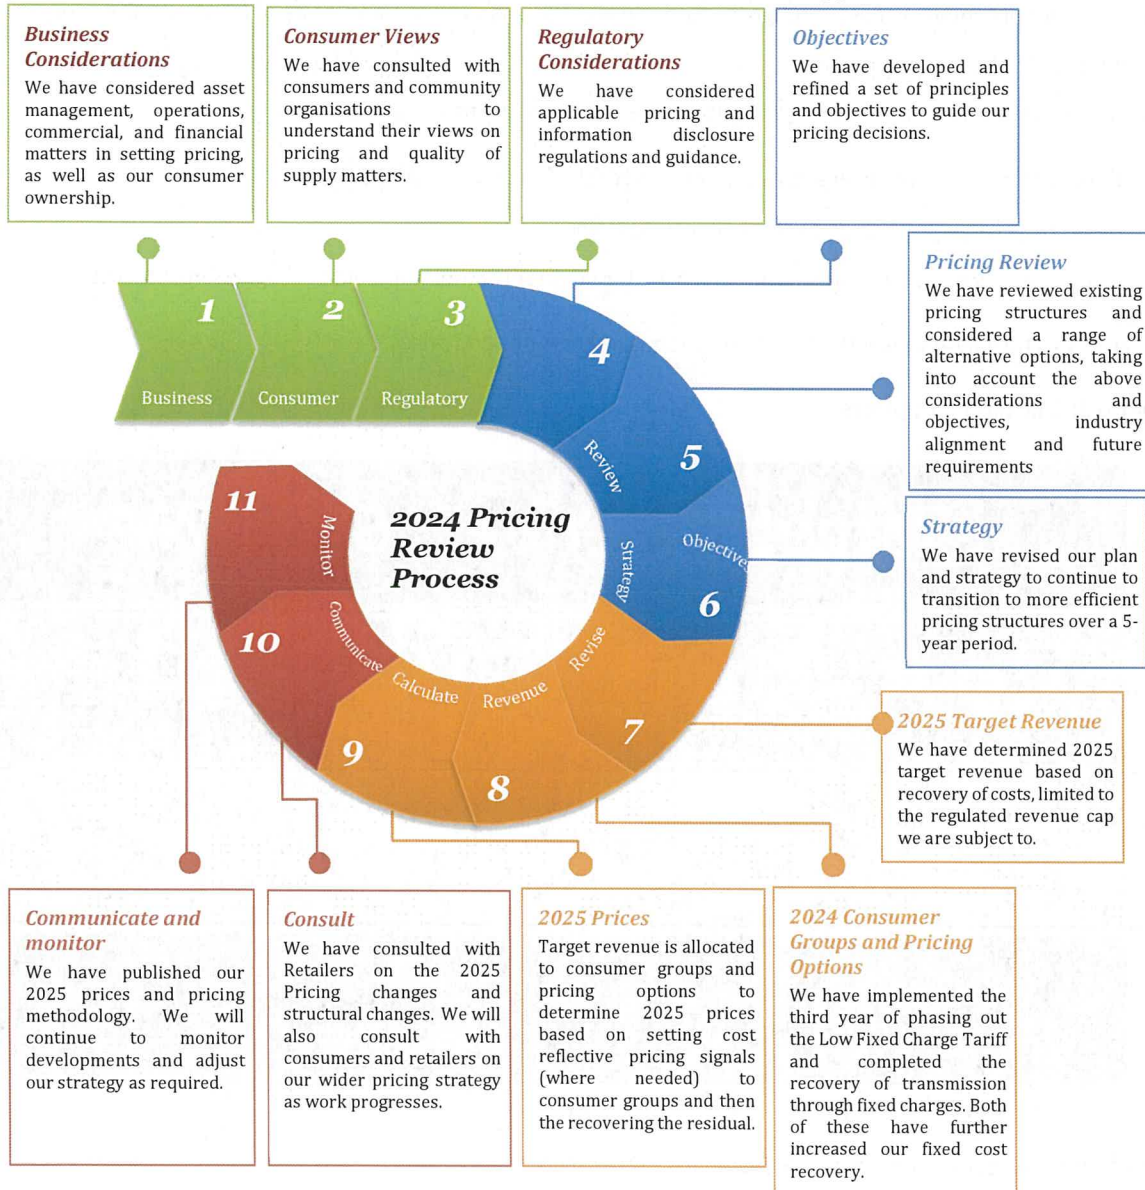 Business
Considerations
We have considered asset
management, operations,
commercial, and financial
matters in setting pricing,
as well as our consumer
ownership.
Consumer Views
We have consulted with
consumers and community
organisations to
understand their views on
pricing and quality of
supply matters.
Regulatory
Considerations
We have considered
applicable pricing and
information disclosure
regulations and guidance.
Objectives
We have developed and
refined a set of principles
and objectives to guide our
pricing decisions.
Pricing Review
We have reviewed existing
pricing structures and
considered a range of
alternative options, taking
into account the above
considerations and
objectives, industry
alignment and future
requirements
Strategy
We have revised our plan
and strategy to continue to
transition to more efficient
pricing structures over a 5-
year period.
2025 Target Revenue
We have determined 2025
target revenue based on
recovery of costs, limited to
the regulated revenue cap
we are subject to.
1
Business
2
Consumer
3
Regulatory
4
5
Review
6
Objectives
Strategy
7
Revise
8
Revenue
9
Calculate
10
Communicate
11
Monitor
2024 Pricing
Review
Process
Communicate and
monitor
We have published our
2025 prices and pricing
methodology. We will
continue to monitor
developments and adjust
our strategy as required.
Consult
We have consulted with
Retailers on the 2025
Pricing changes and
structural changes. We will
also consult with
consumers and retailers on
our wider pricing strategy
as work progresses.
2025 Prices
Target revenue is allocated
to consumer groups and
pricing options to
determine 2025 prices
based on setting cost
reflective pricing signals
(where needed) to
consumer groups and then
the recovering the residual.
2024 Consumer
Groups and Pricing
Options
We have implemented the
third year of phasing out
the Low Fixed Charge Tariff
and completed the
recovery of transmission
through fixed charges. Both
of these have further
increased our fixed cost
recovery.